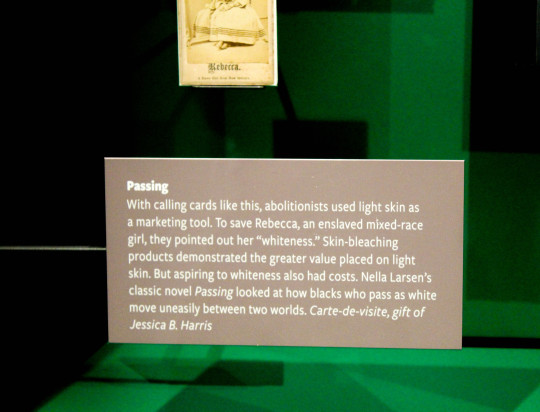 Rebecca.
Passing
With calling cards like this, abolitionists used light skin as
a marketing tool. To save Rebecca, an enslaved mixed-race
girl, they pointed out her “whiteness.” Skin-bleaching
products demonstrated the greater value placed on light
skin. But aspiring to whiteness also had costs. Nella Larsen’s
classic novel Passing looked at how blacks who pass as white
move uneasily between two worlds. Carte-de-visite, gift of
Jessica B. Harris